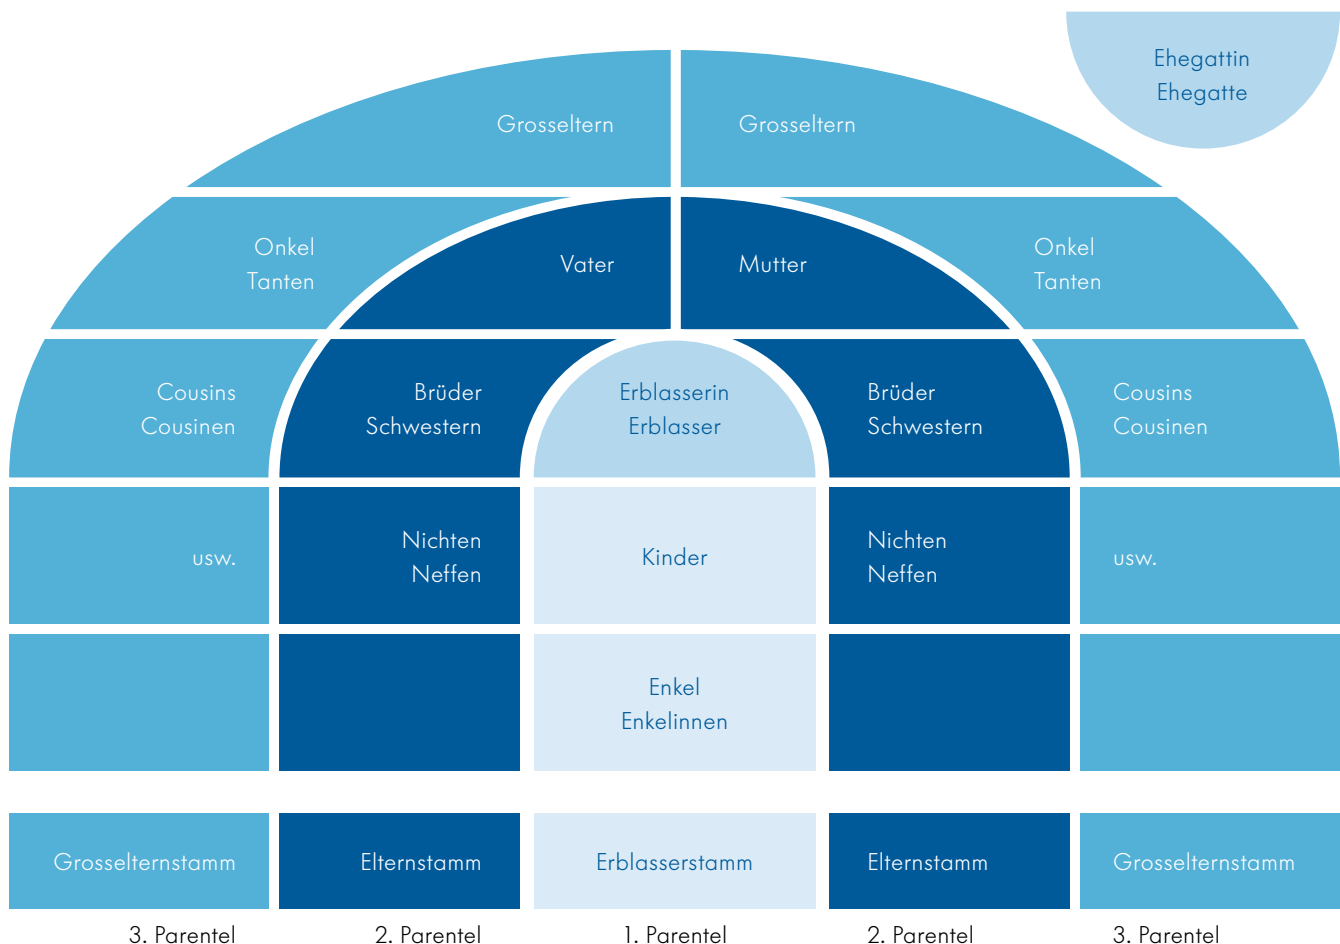 Ehegattin
Ehegatte
Grosseltern
Grosseltern
Onkel
Tanten
Vater
Mutter
Onkel
Tanten
Cousins
Cousinen
Brüder
Schwestern
Erblasserin
Erblasser
Brüder
Schwestern
Cousins
Cousinen
usw.
Nichten
Neffen
Kinder
Nichten
Neffen
usw.
Enkel
Enkelinnen
Grosselternstamm
Elternstamm
Erblasserstamm
Elternstamm
Grosselternstamm
3. Parentel
2. Parentel
1. Parentel
2. Parentel
3. Parentel